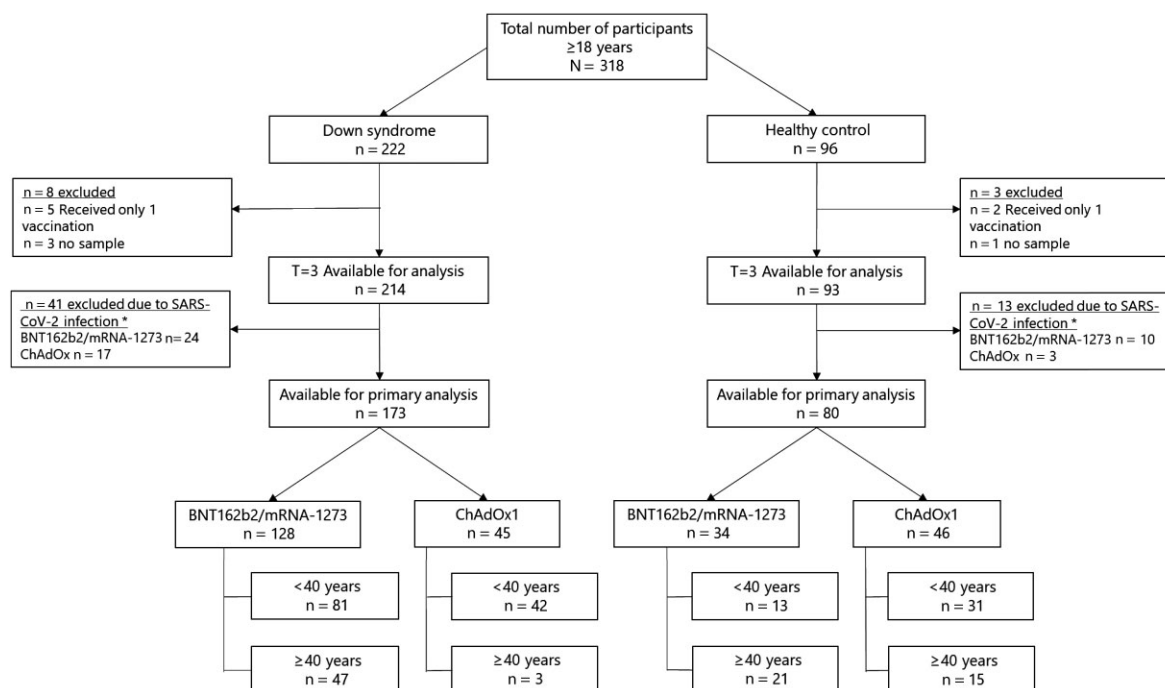 Total number of participants
≥18 years
N = 318
Down syndrome
n = 222
Healthy control
n = 96
n = 8 excluded
n = 5 Received only 1
vaccination
n = 3 no sample
n = 3 excluded
n = 2 Received only 1
vaccination
n = 1 no sample
T=3 Available for analysis
n = 214
T=3 Available for analysis
n = 93
n = 41 excluded due to SARS-
CoV-2 infection *
BNT162b2/mRNA-1273 n= 24
ChAdOx n = 17
n = 13 excluded due to SARS-
CoV-2 infection *
BNT162b2/mRNA-1273 n = 10
ChAdOx n = 3
Available for primary analysis
n = 173
Available for primary analysis
n = 80
BNT162b2/mRNA-1273
n = 128
ChAdOx1
n = 45
BNT162b2/mRNA-1273
n = 34
ChAdOx1
n = 46
<40 years
n = 81
<40 years
n = 42
<40 years
n = 13
<40 years
n = 31
≥40 years
n = 47
≥40 years
n = 3
≥40 years
n = 21
≥40 years
n = 15